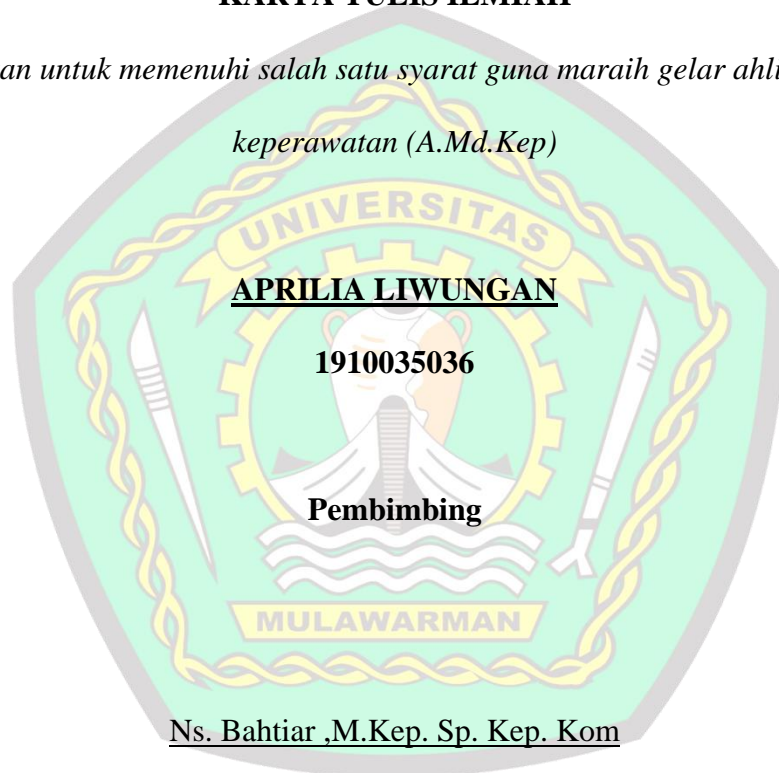 KARYA TULIS ILMIAH
an untuk memenuhi salah satu syarat guna maraih gelar ahl
keperawatan (A.Md.Kep)
UNIVERSITAS
APRILIA LIWUNGAN
1910035036
Pembimbing
MULAWARMAN
Ns. Bahtiar ,M.Kep. Sp. Kep. Kom